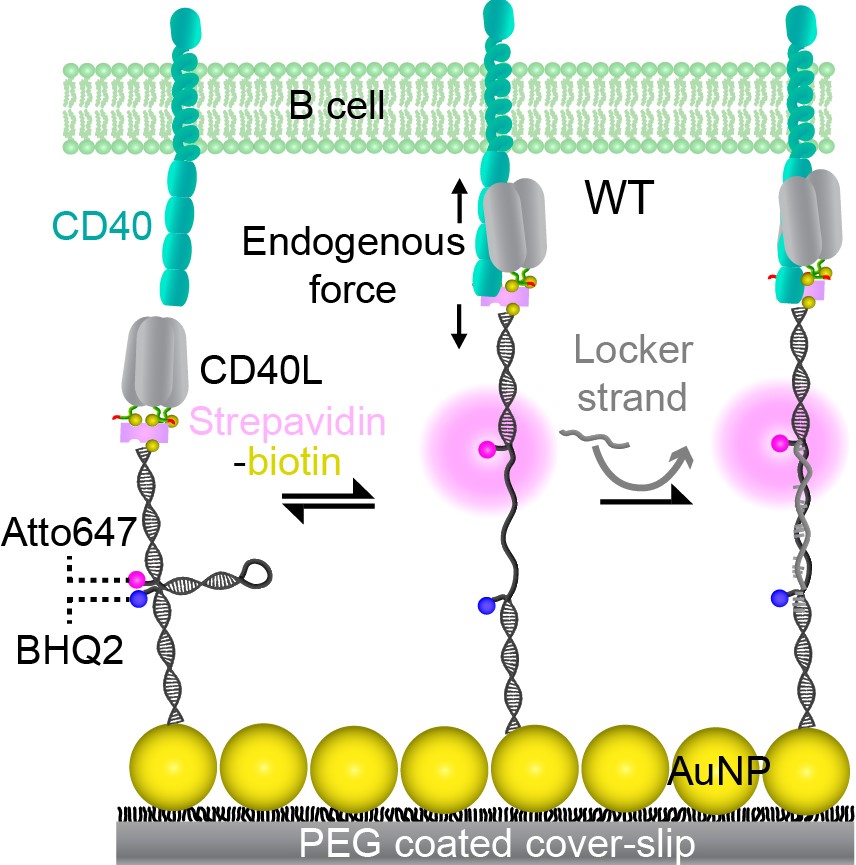 B cell
CD40
WT
Endogenous
force
CD40L
Locker
strand
Strepavidin
-biotin
Atto647
BHQ2
AuNP
PEG coated cover-slip